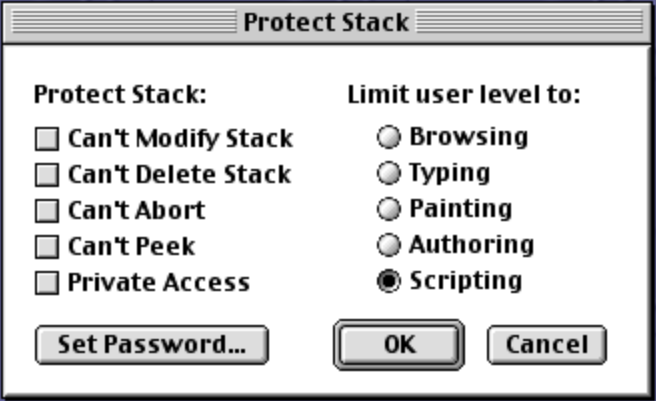 Protect Stack
Protect Stack:
Can't Modify Stack
Can't Delete Stack
Can't Abort
Can't Peek
Private Access
Limit user level to:
Browsing
Typing
Painting
Authoring
Scripting
Set Password...
OK
Cancel